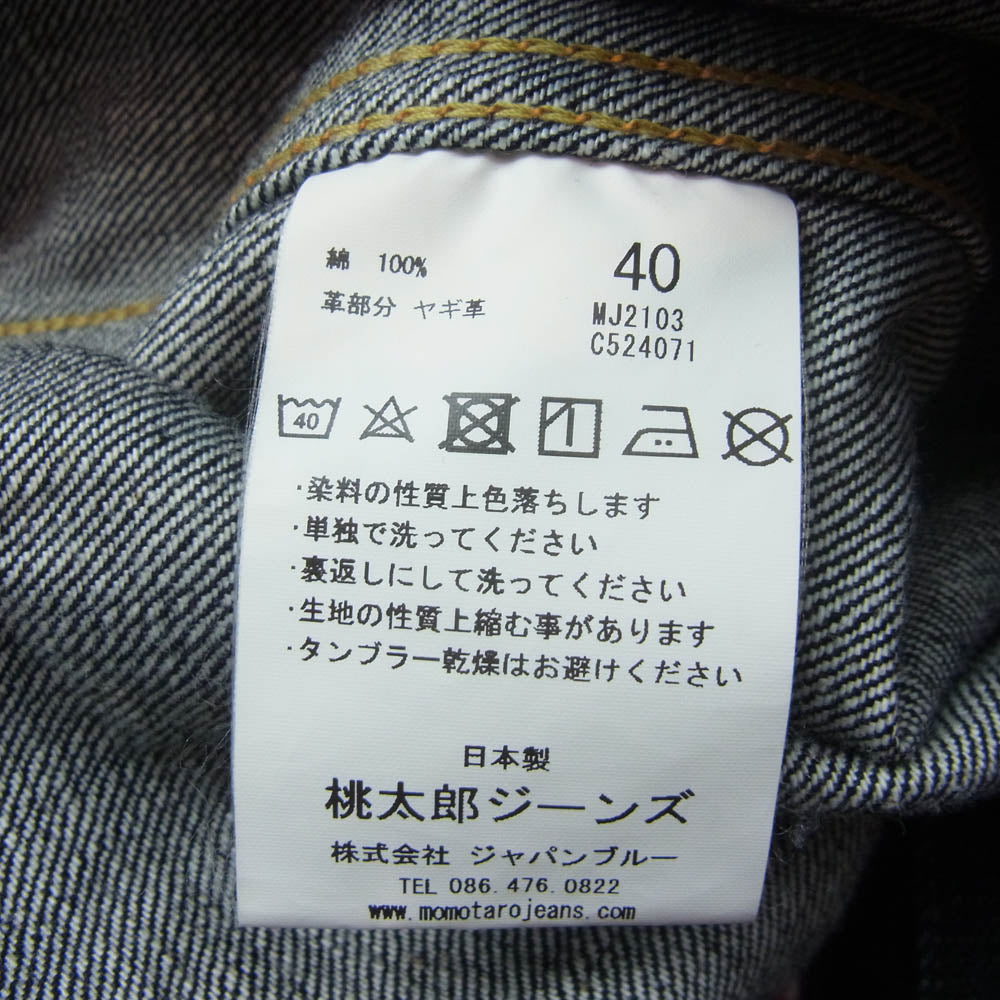 綿 100%
40
革部分 ヤギ革
MJ2103
C524071
40
・染料の性質上色落ちします
・単独で洗ってください
・裏返しにして洗ってください
・生地の性質上縮む事があります
・タンブラー乾燥はお避けください
日本製
桃太郎ジーンズ
株式会社 ジャパンブルー
TEL 086.476.0822
www.momotarojeans.com